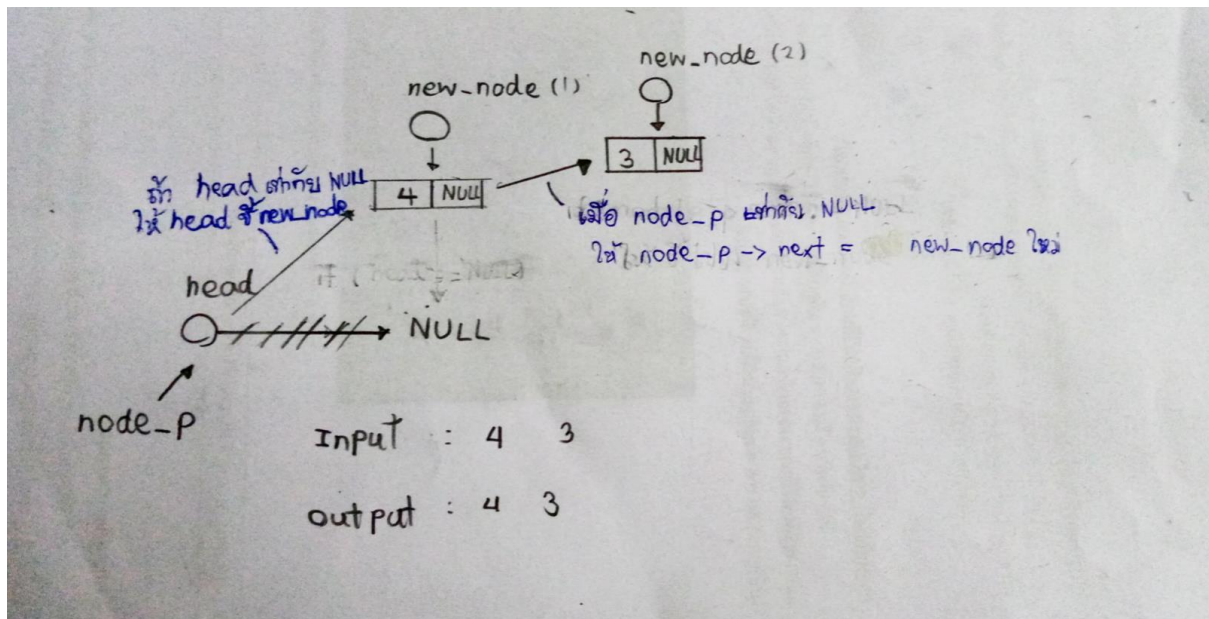 new_node (2)
new_node (1)
3 NULL
4 NULL
ถ้า head เท่ากับ NULL
ให้ head ชี้ new_node
เมื่อ node_p เท่ากับ NULL
ให้ node_p -> next = new_node ใหม่
head
NULL
node_p
Input : 4 3
output : 4 3